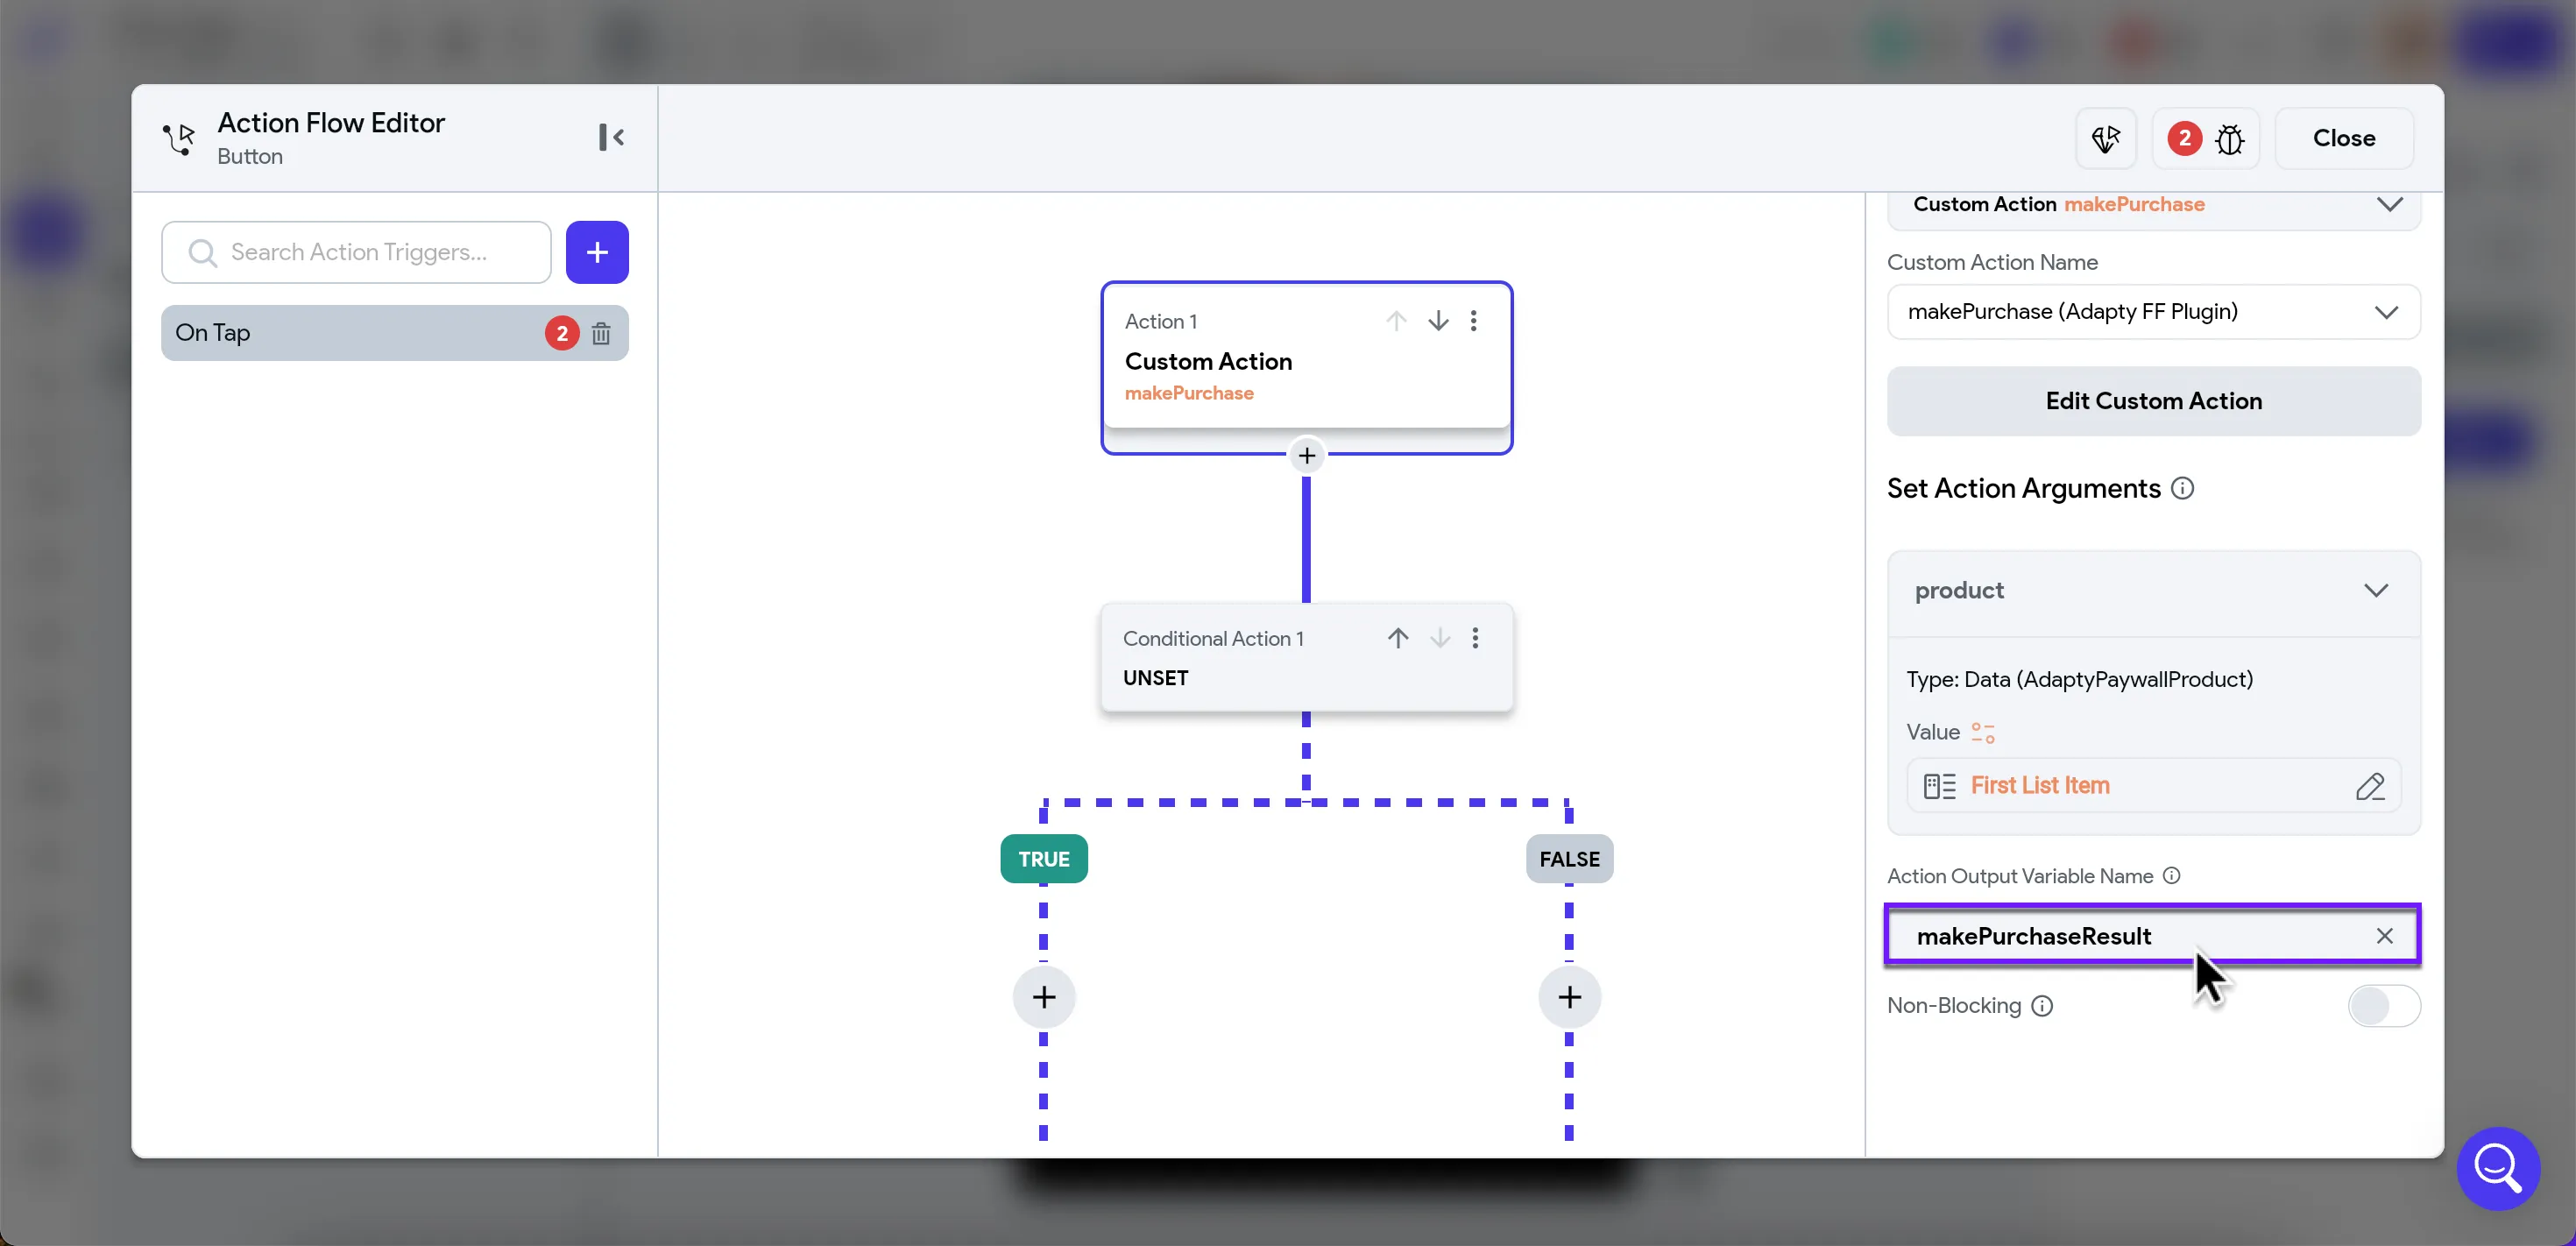 Action Flow Editor
Button
2
Close
Search Action Triggers...
On Tap
2
Action 1
Custom Action
makePurchase
Conditional Action 1
UNSET
TRUE
FALSE
Custom Action makePurchase
Custom Action Name
makePurchase (Adapty FF Plugin)
Edit Custom Action
Set Action Arguments
product
Type: Data (AdaptyPaywallProduct)
Value
First List Item
Action Output Variable Name
makePurchaseResult
Non-Blocking